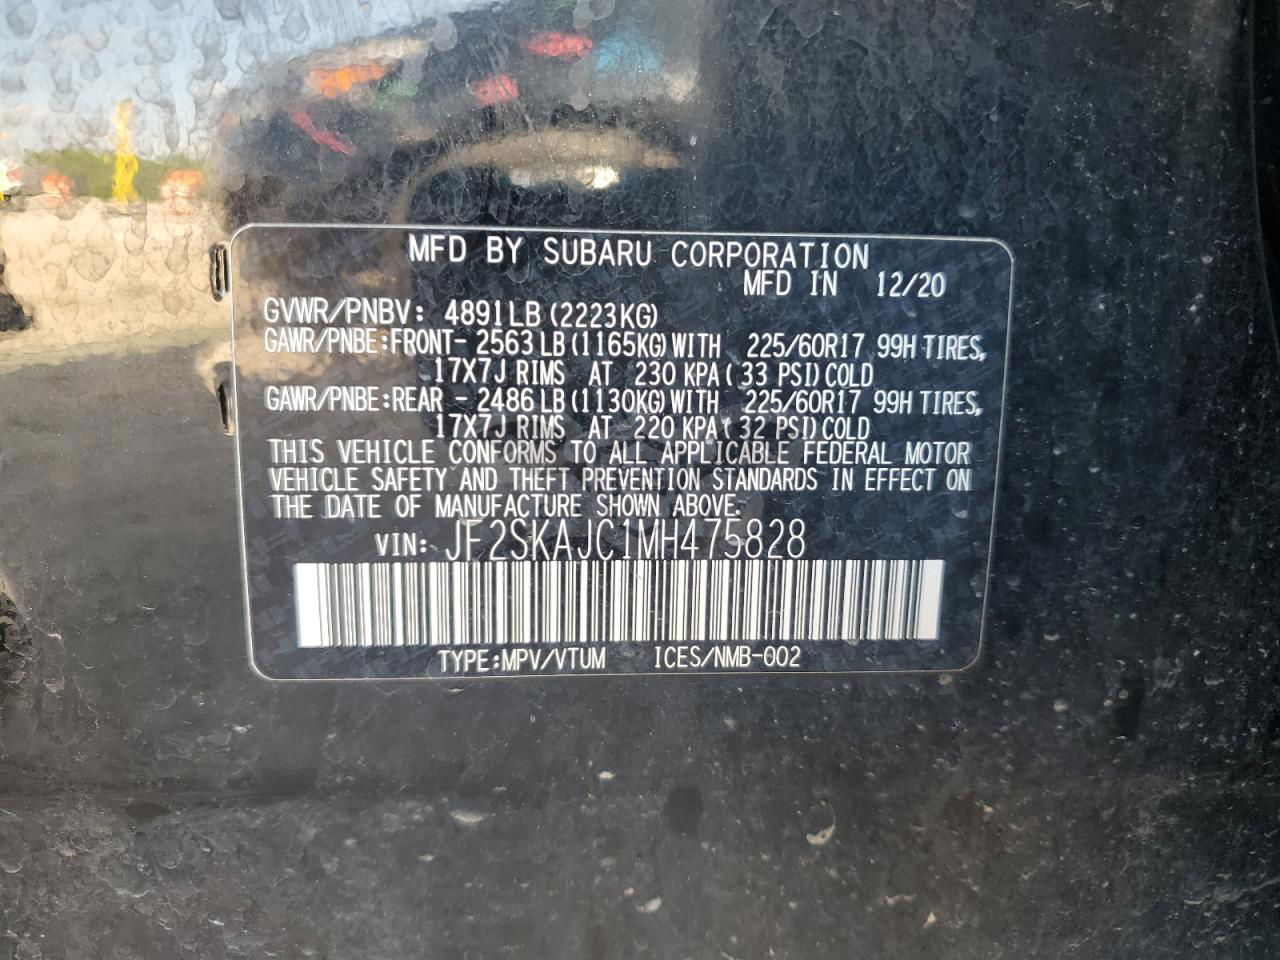 MFD BY SUBARU CORPORATION
MFD IN 12/20
GVWR/PNBV: 4891LB (2223KG)
GAWR/PNBE:FRONT- 2563 LB (1165KG) WITH 225/60R17 99H TIRES,
17X7J RIMS AT 230 KPA (33 PSI) COLD
GAWR/PNBE:REAR - 2486 LB (1130KG) WITH 225/60R17 99H TIRES,
17X7J RIMS AT 220 KPA (32 PSI) COLD
THIS VEHICLE CONFORMS TO ALL APPLICABLE FEDERAL MOTOR
VEHICLE SAFETY AND THEFT PREVENTION STANDARDS IN EFFECT ON
THE DATE OF MANUFACTURE SHOWN ABOVE.
VIN: JF2SKAJC1MH475828
TYPE:MPV/VTUM ICES/NMB-002